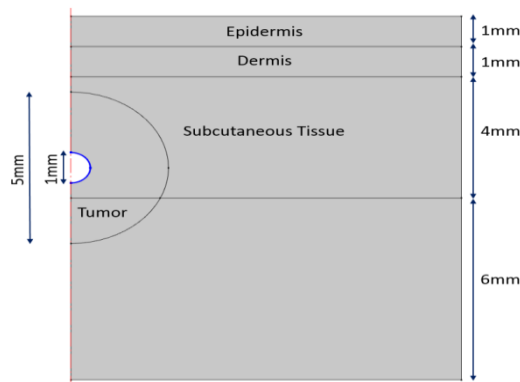 Epidermis
1mm
Dermis
1mm
Subcutaneous Tissue
4mm
5mm
1mm
Tumor
6mm